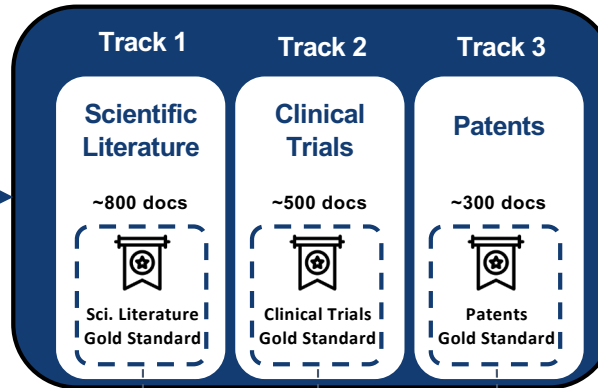 Track 1
Track 2
Track 3
Scientific
Literature
Clinical
Trials
Patents
~800 docs
~500 docs
~300 docs
Sci. Literature
Gold Standard
Clinical Trials
Gold Standard
Patents
Gold Standard